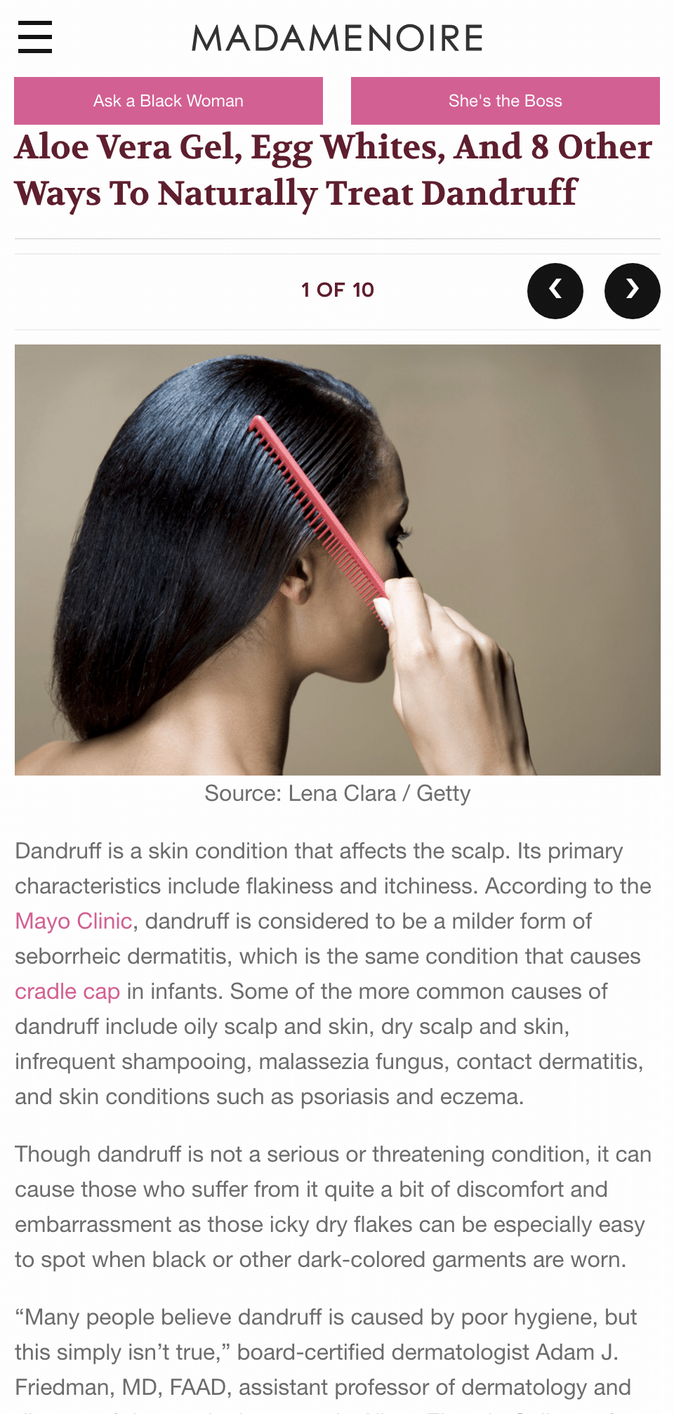 MADAMENOIRE
Ask a Black Woman
She's the Boss
Aloe Vera Gel, Egg Whites, And 8 Other
Ways To Naturally Treat Dandruff
1 OF 10
Source: Lena Clara / Getty
Dandruff is a skin condition that affects the scalp. Its primary
characteristics include flakiness and itchiness. According to the
Mayo Clinic, dandruff is considered to be a milder form of
seborrheic dermatitis, which is the same condition that causes
cradle cap in infants. Some of the more common causes of
dandruff include oily scalp and skin, dry scalp and skin,
infrequent shampooing, malassezia fungus, contact dermatitis,
and skin conditions such as psoriasis and eczema.
Though dandruff is not a serious or threatening condition, it can
cause those who suffer from it quite a bit of discomfort and
embarrassment as those icky dry flakes can be especially easy
to spot when black or other dark-colored garments are worn.
“Many people believe dandruff is caused by poor hygiene, but
this simply isn’t true,” board-certified dermatologist Adam J.
Friedman, MD, FAAD, assistant professor of dermatology and